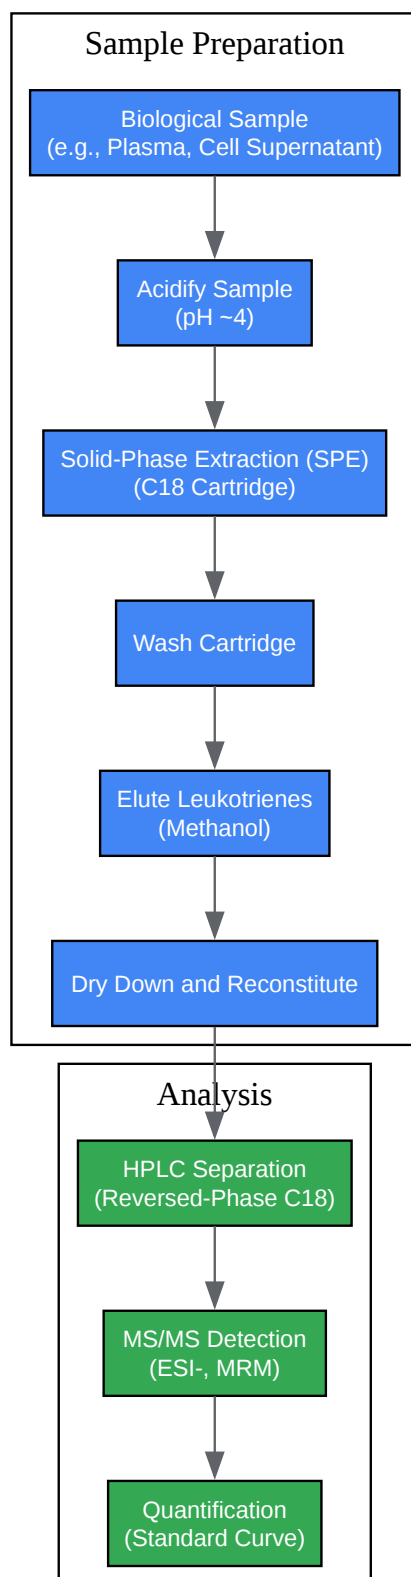 Sample Preparation
Biological Sample
(e.g., Plasma, Cell Supernatant)
Acidify Sample
(pH ~4)
Solid-Phase Extraction (SPE)
(C18 Cartridge)
Wash Cartridge
Elute Leukotrienes
(Methanol)
Dry Down and Reconstitute
Analysis
HPLC Separation
(Reversed-Phase C18)
MS/MS Detection
(ESI-, MRM)
Quantification
(Standard Curve)